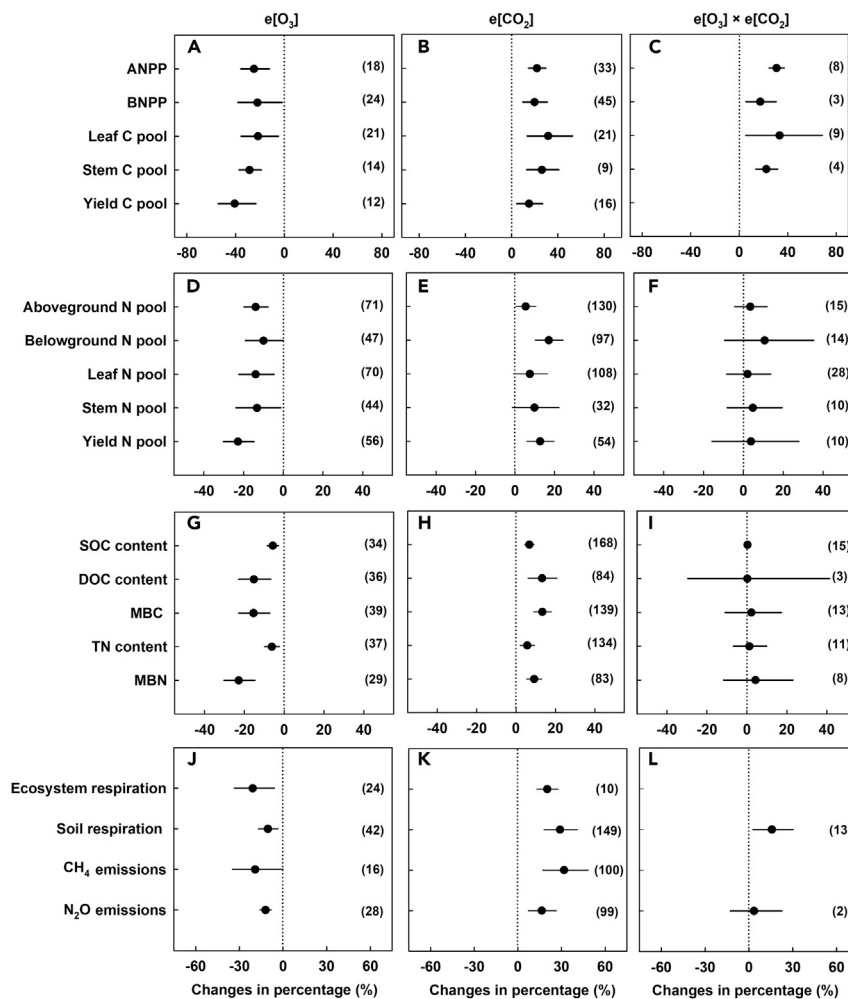 e[O₃] e[CO₂] e[O₃] × e[CO₂]
A B C
ANPP (18) (33) (8)
BNPP (24) (45) (3)
Leaf C pool (21) (21) (9)
Stem C pool (14) (9) (4)
Yield C pool (12) (16)
-80 -40 0 40 80 -80 -40 0 40 80 -80 -40 0 40 80
D E F
Aboveground N pool (71) (130) (15)
Belowground N pool (47) (97) (14)
Leaf N pool (70) (108) (28)
Stem N pool (44) (32) (10)
Yield N pool (56) (54) (10)
-40 -20 0 20 40 -40 -20 0 20 40 -40 -20 0 20 40
G H I
SOC content (34) (168) (15)
DOC content (36) (84) (3)
MBC (39) (139) (13)
TN content (37) (134) (11)
MBN (29) (83) (8)
-40 -20 0 20 40 -40 -20 0 20 40 -40 -20 0 20 40
J K L
Ecosystem respiration (24) (10)
Soil respiration (42) (149) (13
CH₄ emissions (16) (100)
N₂O emissions (28) (99) (2)
-60 -30 0 30 60 -60 -30 0 30 60 -60 -30 0 30 60
Changes in percentage (%) Changes in percentage (%) Changes in percentage (%)